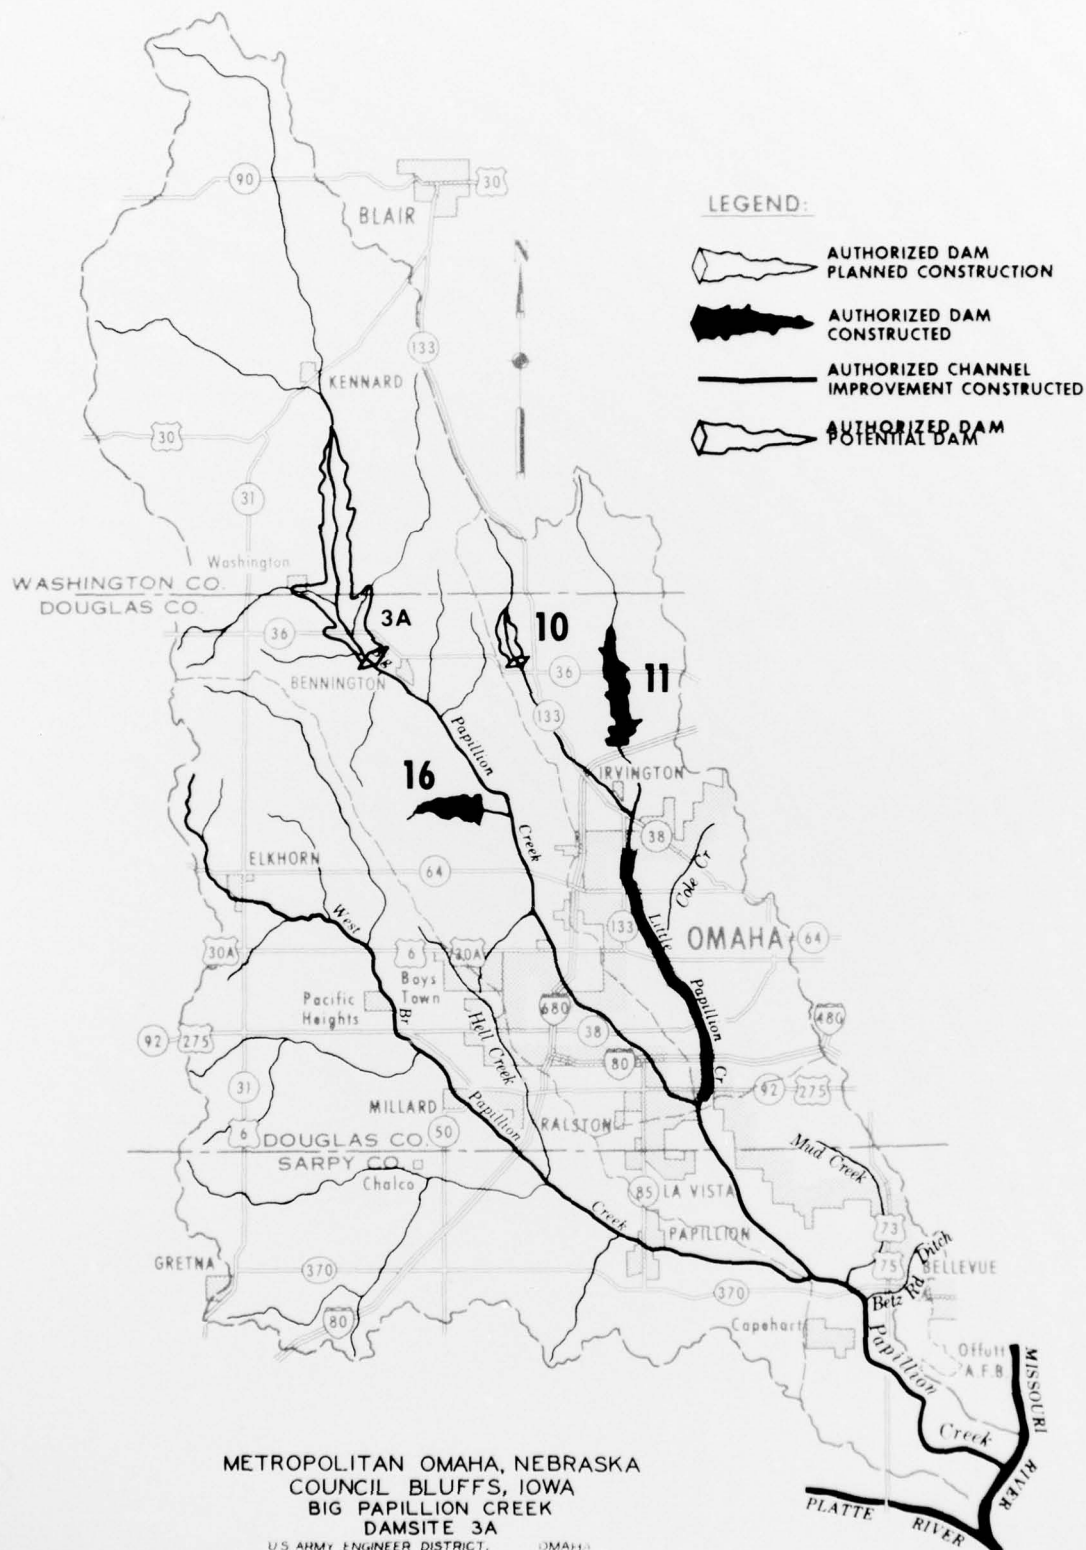 90
30
BLAIR
LEGEND:
N
AUTHORIZED DAM
PLANNED CONSTRUCTION
AUTHORIZED DAM
CONSTRUCTED
133
KENNARD
AUTHORIZED CHANNEL
IMPROVEMENT CONSTRUCTED
AUTHORIZED DAM
POTENTIAL DAM
30
31
Washington
WASHINGTON CO.
DOUGLAS CO.
36
3A
10
36
11
BENNINGTON
133
Papillion
16
IRVINGTON
Creek
38
ELKHORN
64
Cole Cr
West
Little
133
OMAHA
64
30A
6
30A
Boys
Town
Papillion
Pacific
Heights
Br
Hell Creek
680
480
92
275
38
80
Cr
31
92
275
MILLARD
Papillion
RALSTON
6
DOUGLAS CO.
50
SARPY CO.
Chalco
Mud Creek
85
LA VISTA
Creek
73
PAPILLION
GRETNA
370
75
Betz Rd Ditch
BELLEVUE
370
80
Capehart
Papillion
Offutt
A.F.B.
MISSOURI
RIVER
Creek
PLATTE RIVER
METROPOLITAN OMAHA, NEBRASKA
COUNCIL BLUFFS, IOWA
BIG PAPILLION CREEK
DAMSITE 3A
U.S. ARMY ENGINEER DISTRICT, OMAHA